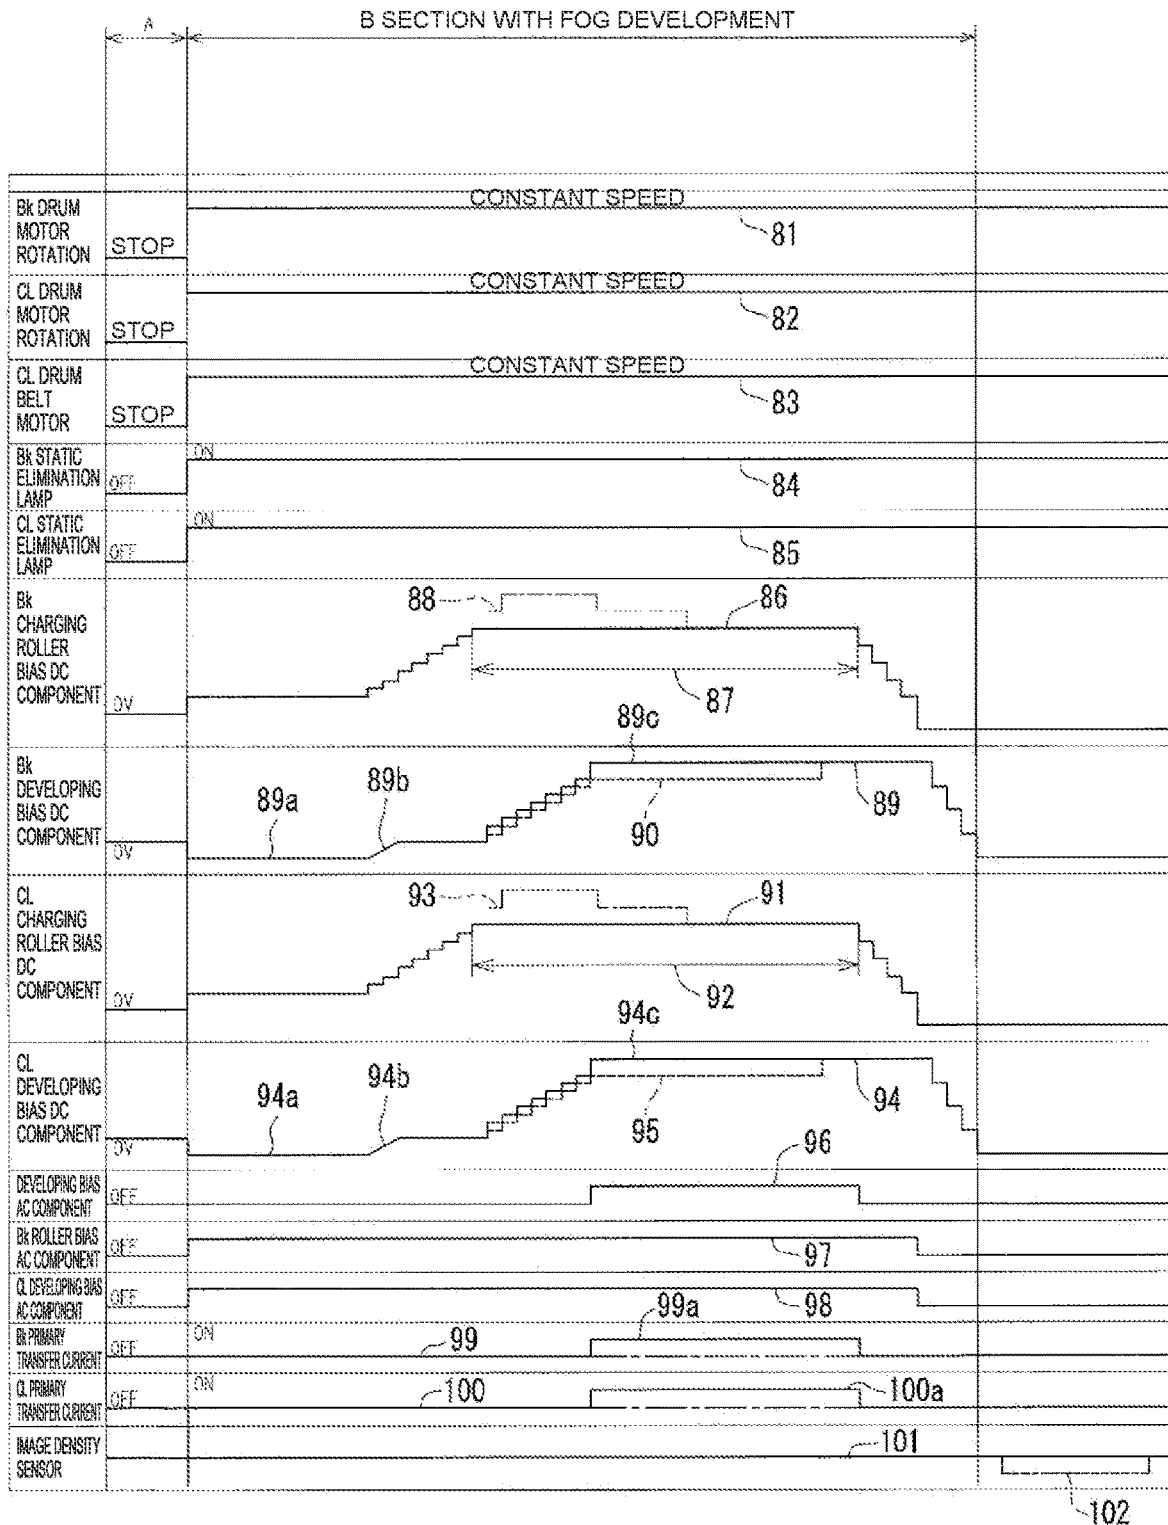 A
B SECTION WITH FOG DEVELOPMENT
Bk DRUM
MOTOR
ROTATION
STOP
CONSTANT SPEED
81
CL DRUM
MOTOR
ROTATION
STOP
CONSTANT SPEED
82
CL DRUM
BELT
MOTOR
STOP
CONSTANT SPEED
83
Bk STATIC
ELIMINATION
LAMP
OFF
ON
84
CL STATIC
ELIMINATION
LAMP
OFF
ON
85
Bk
CHARGING
ROLLER
BIAS DC
COMPONENT
0V
88
86
87
Bk
DEVELOPING
BIAS DC
COMPONENT
0V
89a
89b
89c
90
89
CL
CHARGING
ROLLER BIAS
DC
COMPONENT
0V
93
91
92
CL
DEVELOPING
BIAS DC
COMPONENT
0V
94a
94b
94c
95
94
DEVELOPING BIAS
AC COMPONENT
OFF
96
Bk ROLLER BIAS
AC COMPONENT
OFF
97
CL DEVELOPING BIAS
AC COMPONENT
OFF
98
Bk PRIMARY
TRANSFER CURRENT
OFF
ON
99
99a
CL PRIMARY
TRANSFER CURRENT
OFF
ON
100
100a
IMAGE DENSITY
SENSOR
101
102